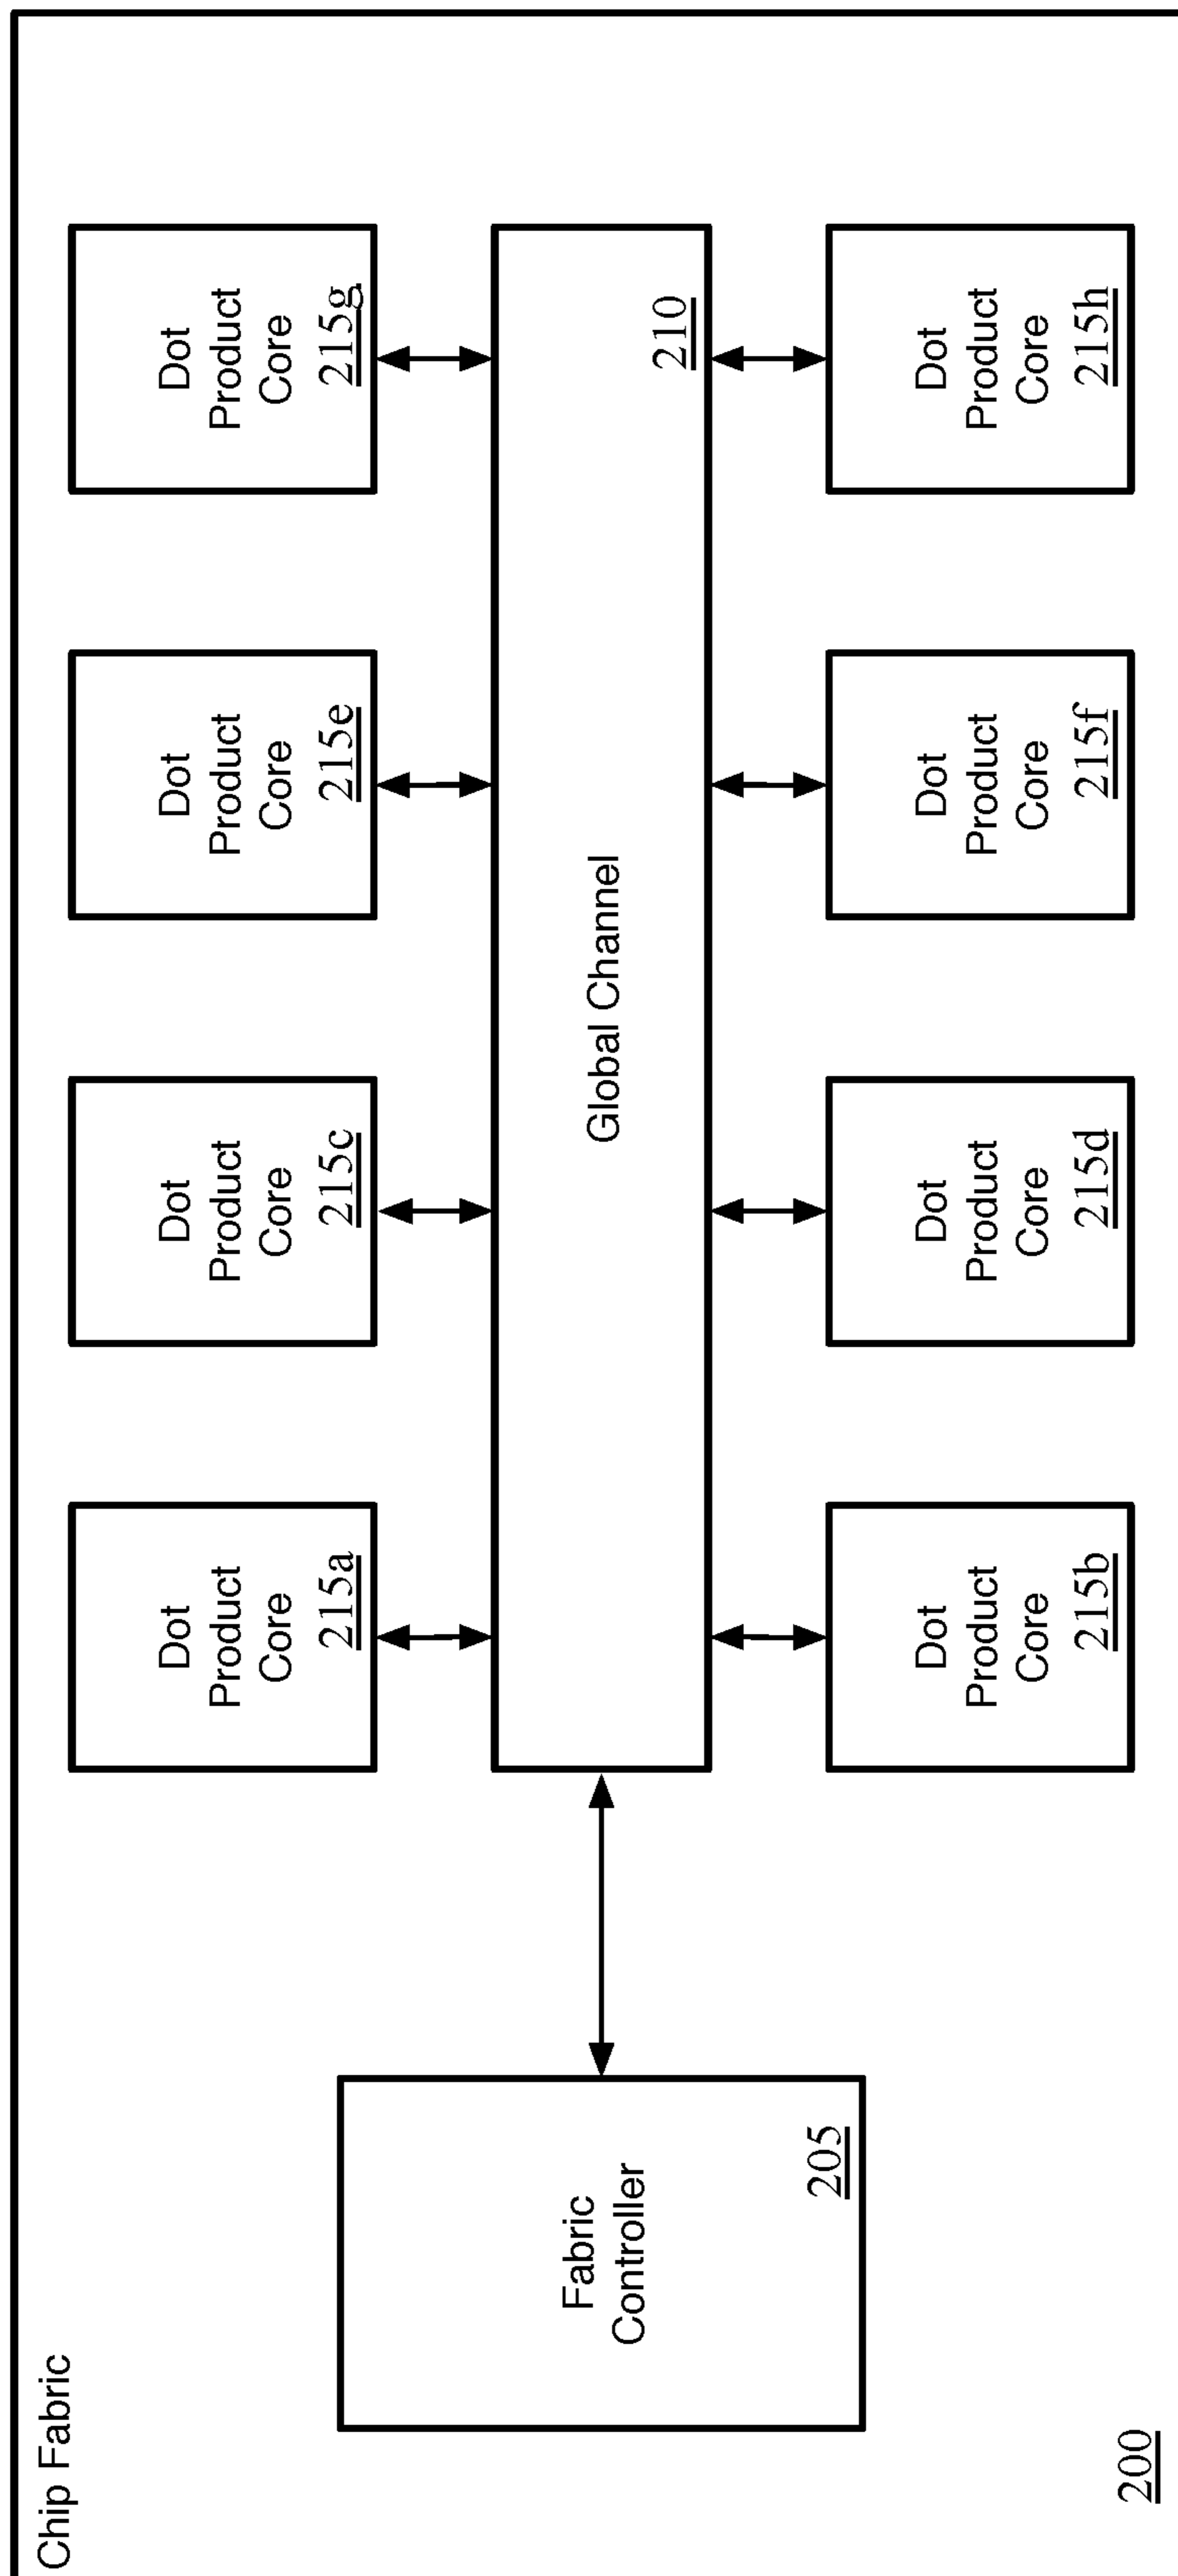 Chip Fabric
Dot
Product
Core
215a
Dot
Product
Core
215c
Dot
Product
Core
215e
Dot
Product
Core
215g
Fabric
Controller
205
Global Channel
210
Dot
Product
Core
215b
Dot
Product
Core
215d
Dot
Product
Core
215f
Dot
Product
Core
215h
200